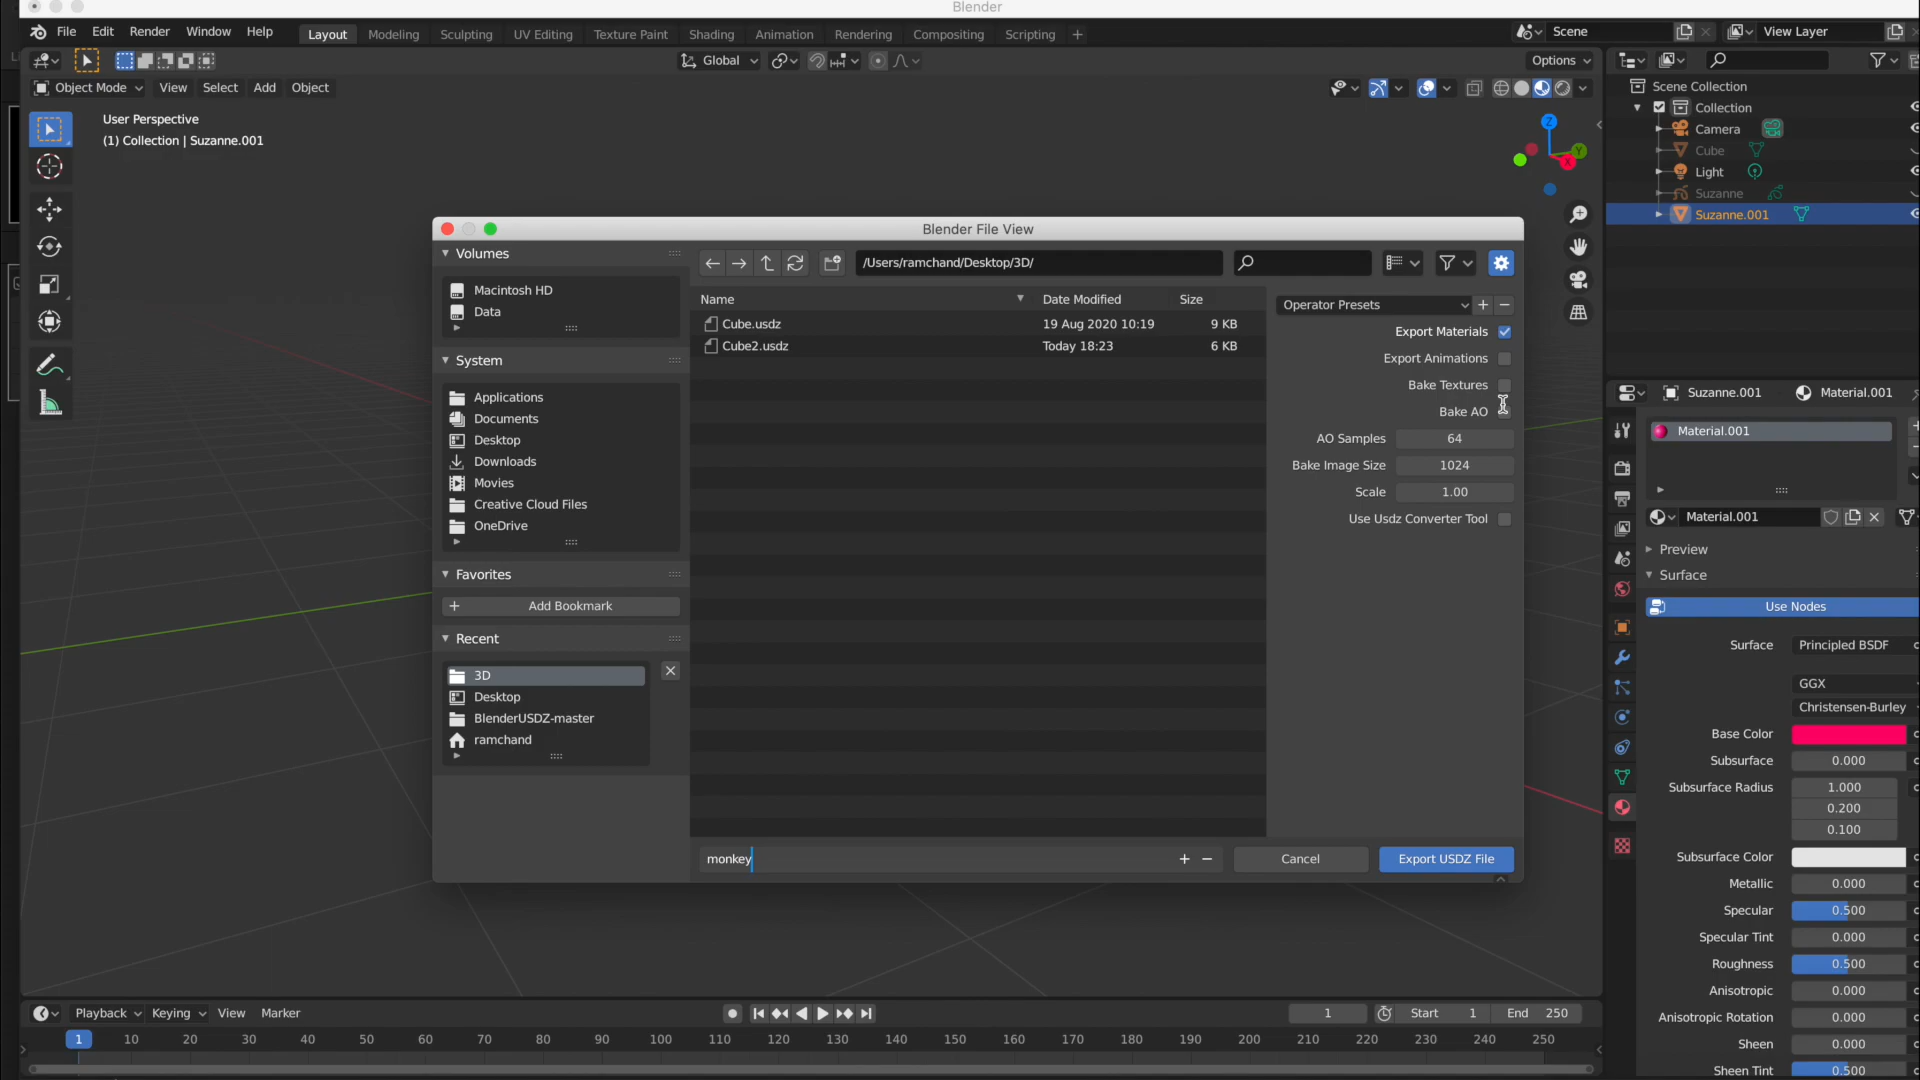 Blender
File Edit Render Window Help Layout Modeling Sculpting UV Editing Texture Paint Shading Animation Rendering Compositing Scripting + Scene View Layer
Global Options
Object Mode View Select Add Object
User Perspective
(1) Collection | Suzanne.001
Z
Y
X
Scene Collection
Collection
Camera
Cube
Light
Suzanne
Suzanne.001
Blender File View
Volumes
Macintosh HD
Data
System
Applications
Documents
Desktop
Downloads
Movies
Creative Cloud Files
OneDrive
Favorites
+ Add Bookmark
Recent
3D
Desktop
BlenderUSDZ-master
ramchand
/Users/ramchand/Desktop/3D/
Name Date Modified Size
Cube.usdz 19 Aug 2020 10:19 9 KB
Cube2.usdz Today 18:23 6 KB
monkey + −
Operator Presets + −
Export Materials
Export Animations
Bake Textures
Bake AO
AO Samples 64
Bake Image Size 1024
Scale 1.00
Use Usdz Converter Tool
Cancel Export USDZ File
Suzanne.001 Material.001
Material.001
Material.001
Preview
Surface
Use Nodes
Surface Principled BSDF
GGX
Christensen-Burley
Base Color
Subsurface 0.000
Subsurface Radius 1.000
0.200
0.100
Subsurface Color
Metallic 0.000
Specular 0.500
Specular Tint 0.000
Roughness 0.500
Anisotropic 0.000
Anisotropic Rotation 0.000
Sheen 0.000
Sheen Tint 0.500
Playback Keying View Marker 1 Start 1 End 250
1 10 20 30 40 50 60 70 80 90 100 110 120 130 140 150 160 170 180 190 200 210 220 230 240 250